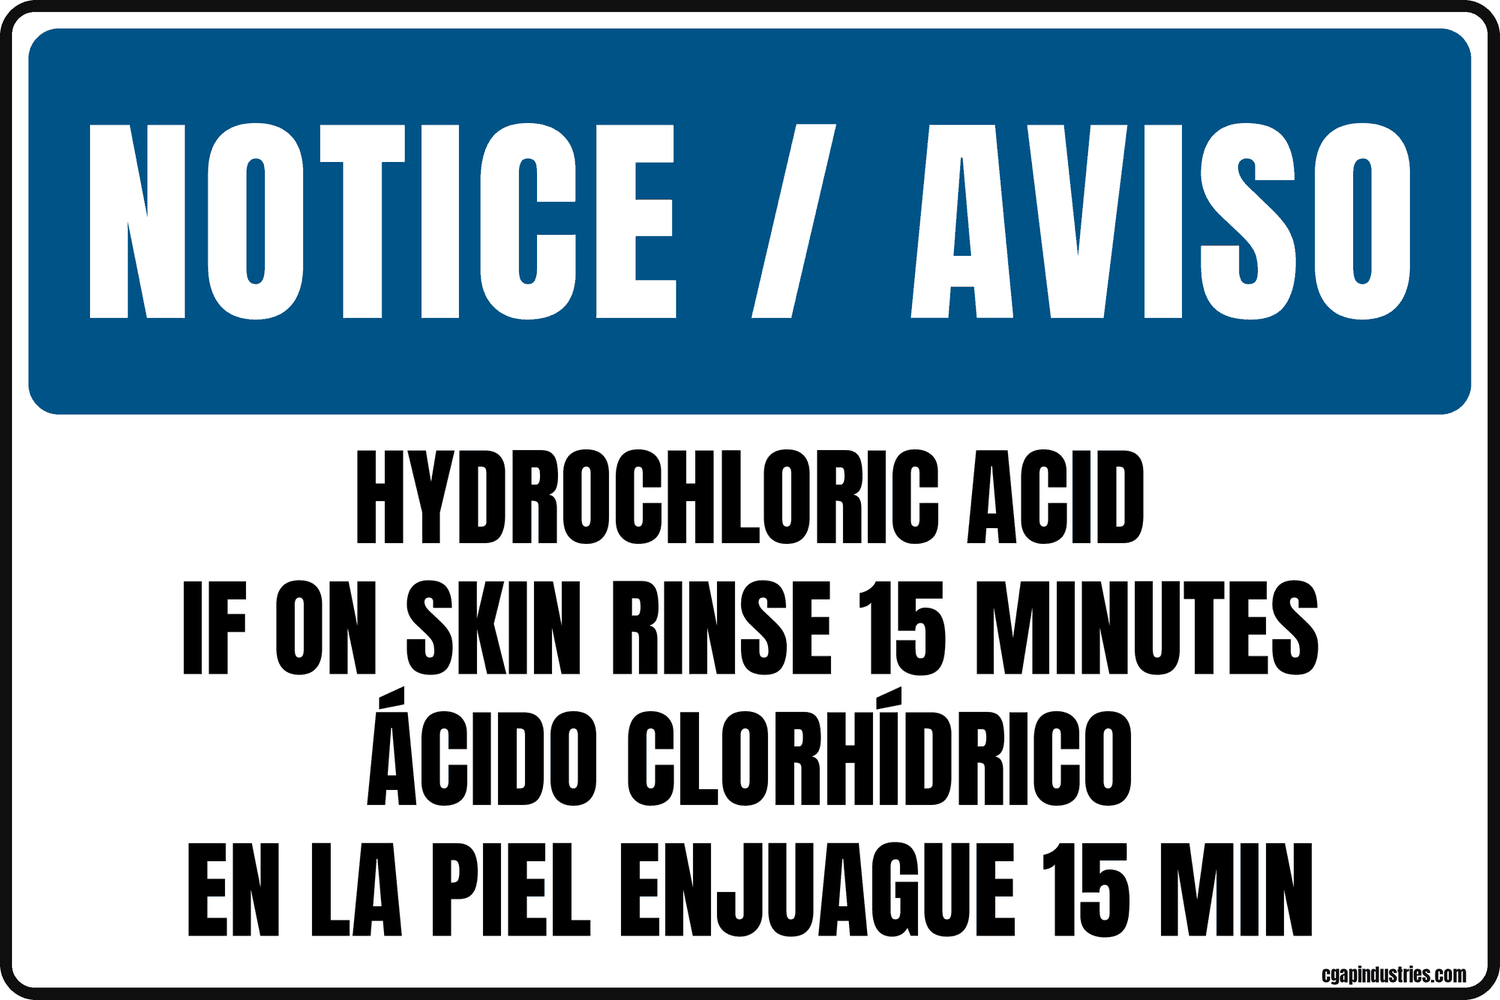 NOTICE / AVISO
HYDROCHLORIC ACID
IF ON SKIN RINSE 15 MINUTES
ÁCIDO CLORHÍDRICO
EN LA PIEL ENJUAGUE 15 MIN
cgapindustries.com